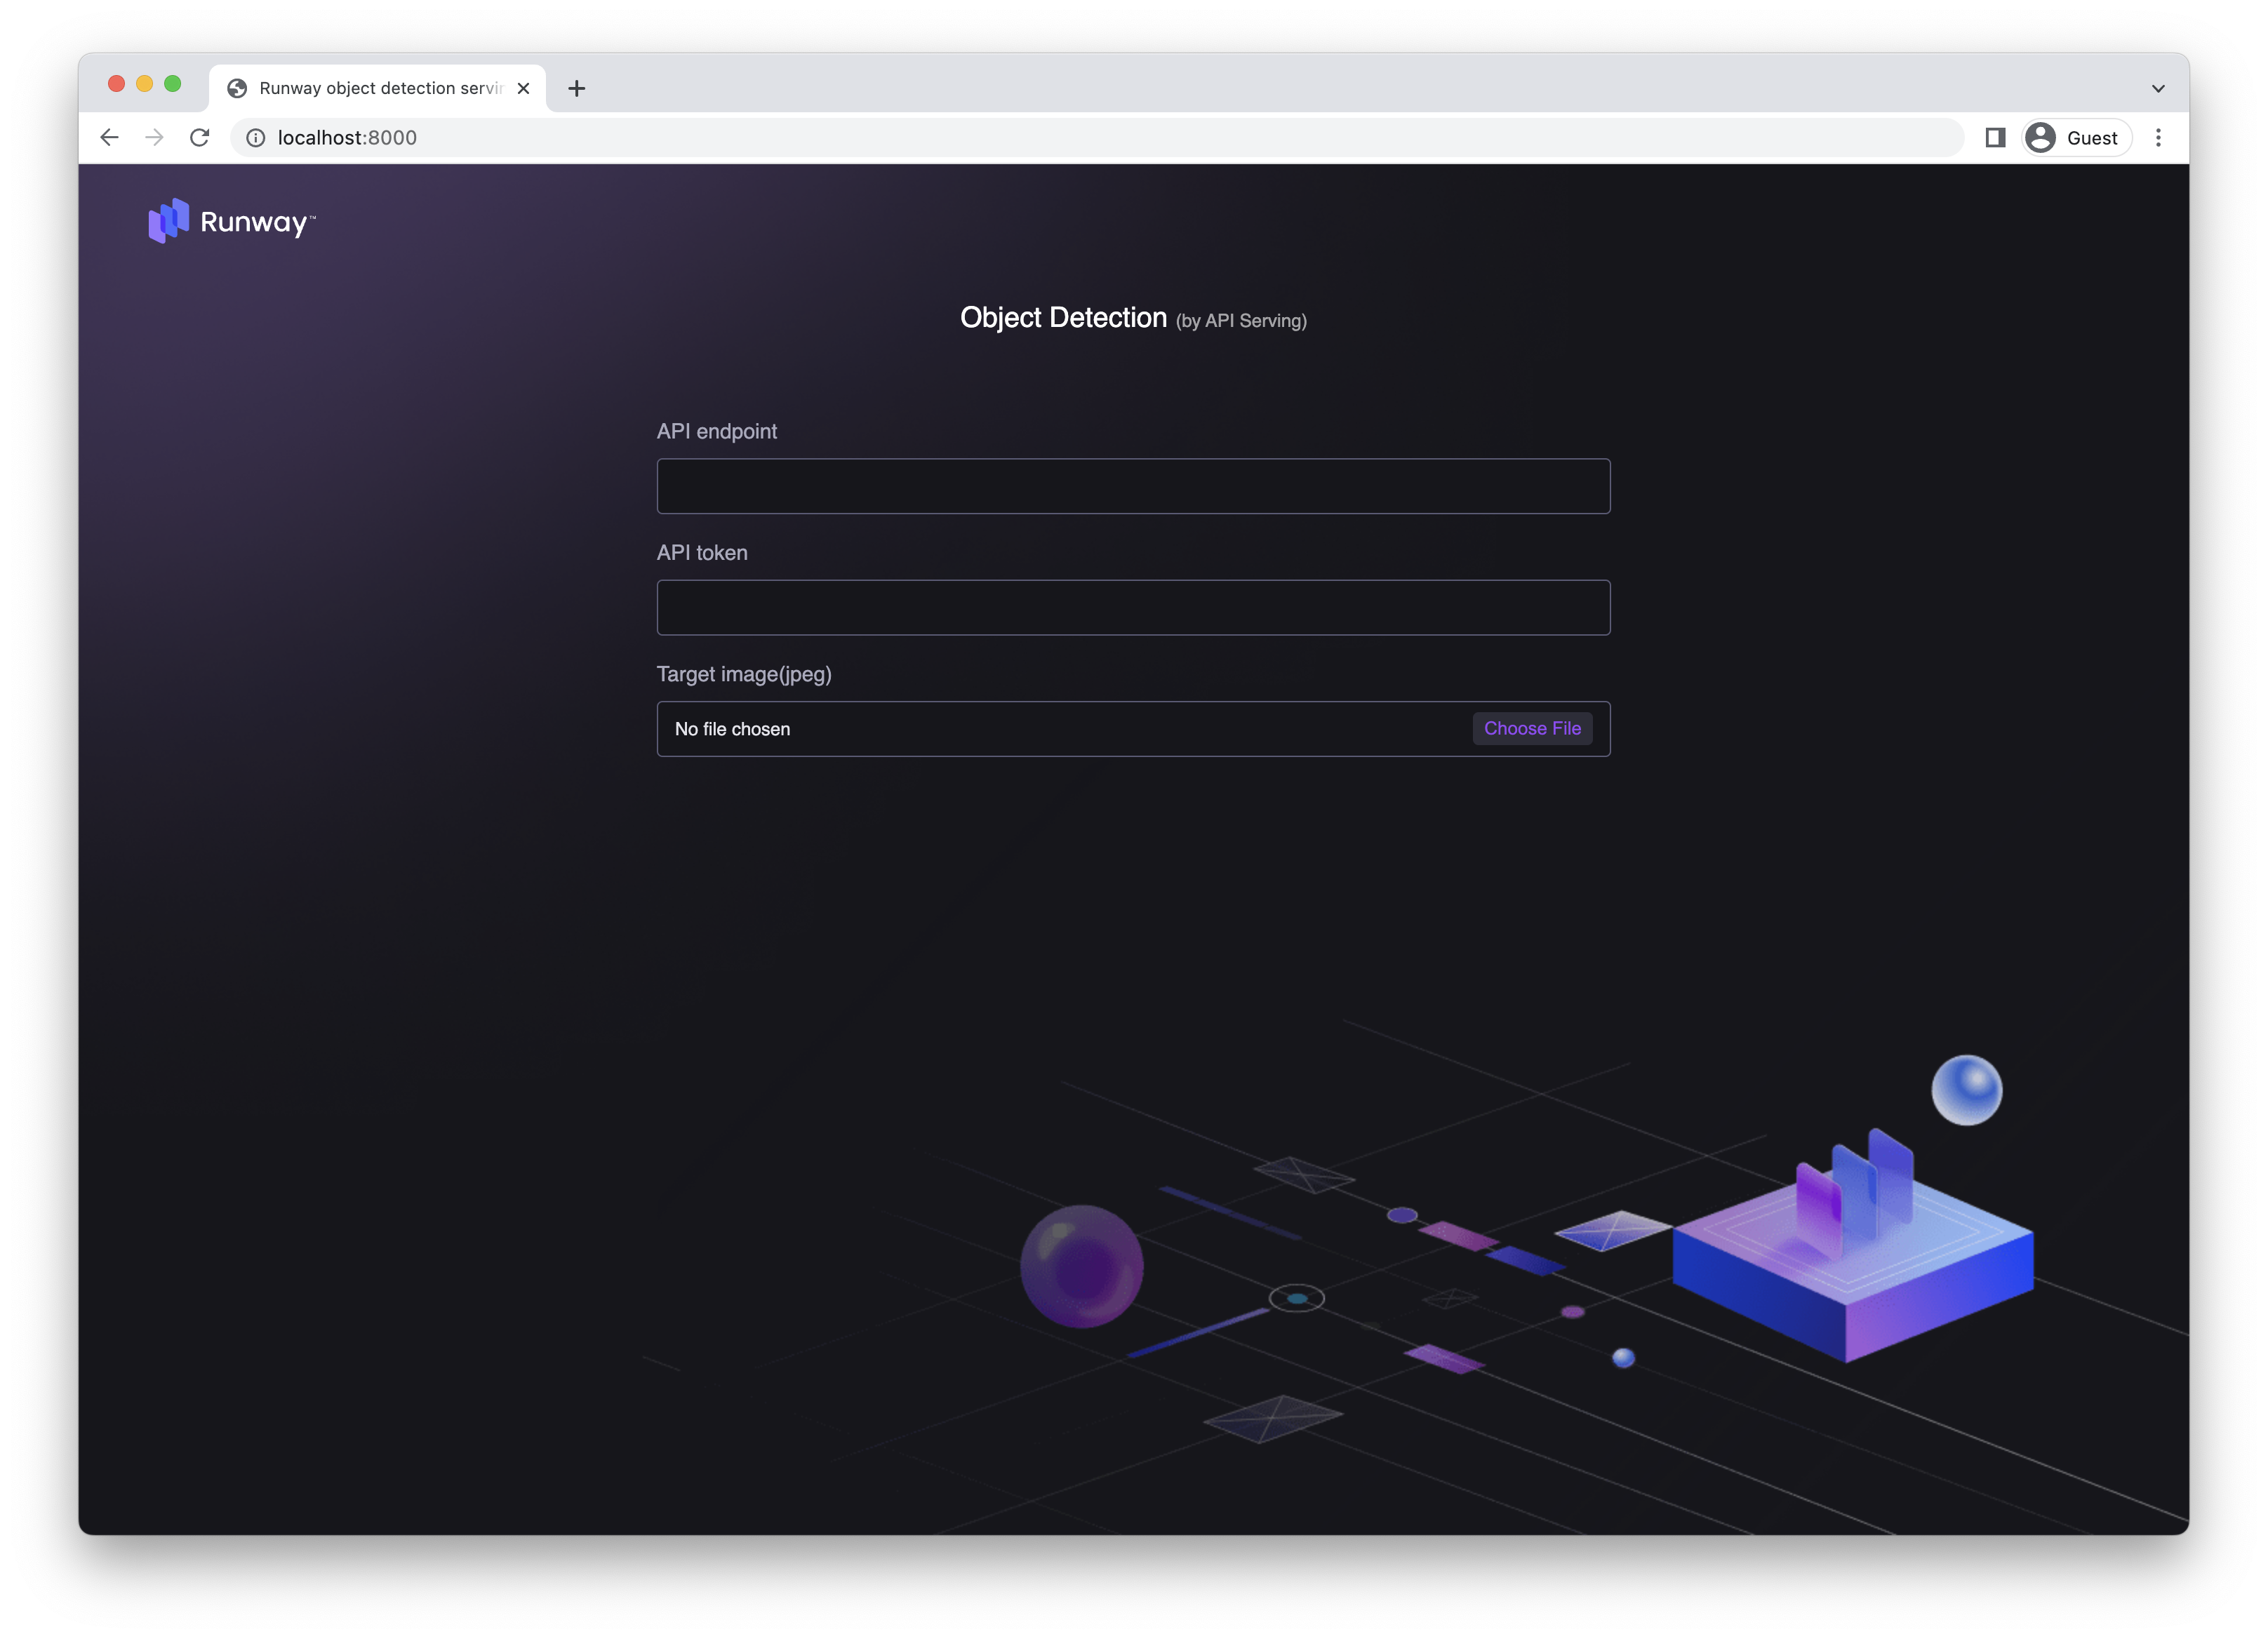 Runway object detection servin
localhost:8000
Guest
Runway™
Object Detection (by API Serving)
API endpoint
API token
Target image(jpeg)
No file chosen
Choose File